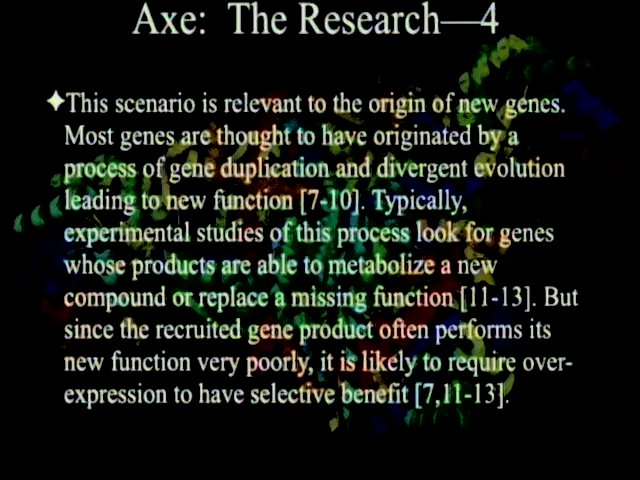 Axe: The Research—4
✦This scenario is relevant to the origin of new genes.
Most genes are thought to have originated by a
process of gene duplication and divergent evolution
leading to new function [7-10]. Typically,
experimental studies of this process look for genes
whose products are able to metabolize a new
compound or replace a missing function [11-13]. But
since the recruited gene product often performs its
new function very poorly, it is likely to require over-
expression to have selective benefit [7,11-13].